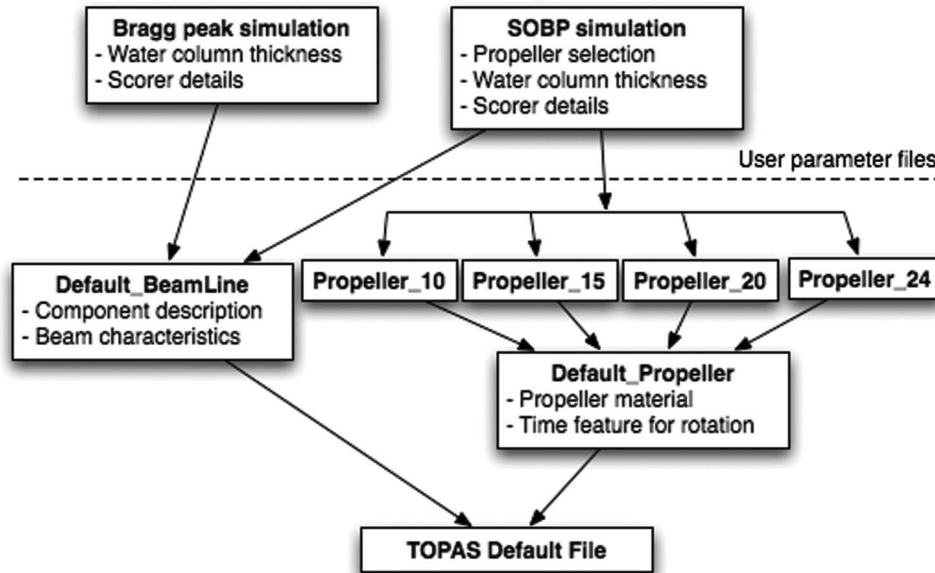 Bragg peak simulation
- Water column thickness
- Scorer details
SOBP simulation
- Propeller selection
- Water column thickness
- Scorer details
User parameter files
Default_BeamLine
- Component description
- Beam characteristics
Propeller_10
Propeller_15
Propeller_20
Propeller_24
Default_Propeller
- Propeller material
- Time feature for rotation
TOPAS Default File